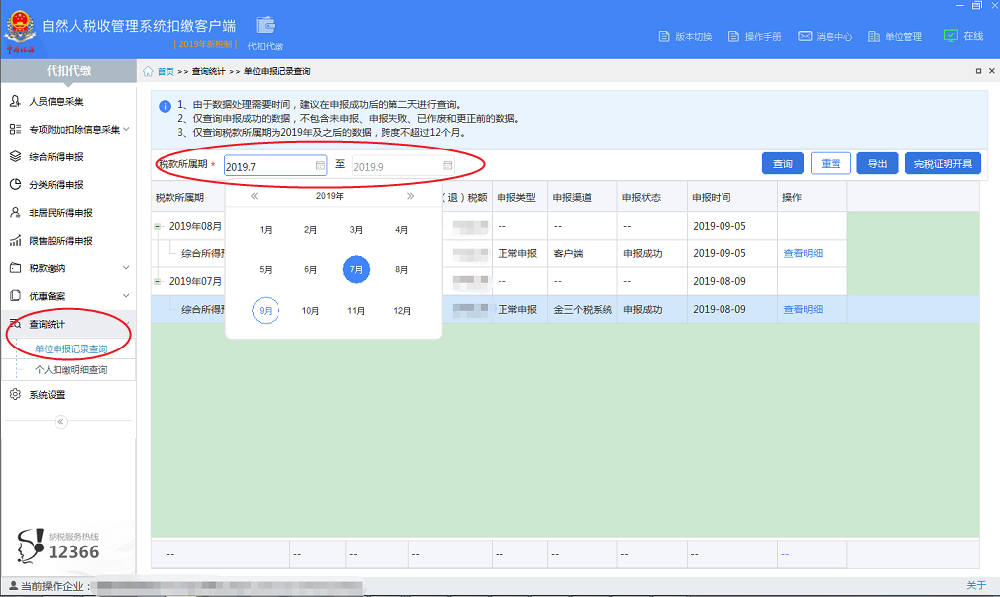 自然人税收管理系统扣缴客户端
[ 2019年新税制 ]
代扣代缴
版本切换 操作手册 消息中心 单位管理 在线
中国税务
代扣代缴
首页 >> 查询统计 >> 单位申报记录查询
人员信息采集
专项附加扣除信息采集
综合所得申报
分类所得申报
非居民所得申报
限售股所得申报
税款缴纳
优惠备案
查询统计
单位申报记录查询
个人扣缴明细查询
系统设置
1、由于数据处理需要时间，建议在申报成功后的第二天进行查询。
2、仅查询申报成功的数据，不包含未申报、申报失败、已作废和更正前的数据。
3、仅查询税款所属期为2019年及之后的数据，跨度不超过12个月。
税款所属期 * 2019.7 至 2019.9 查询 重置 导出 完税证明开具
税款所属期 （退）税额 申报类型 申报渠道 申报状态 申报时间 操作
2019年08月 -- -- -- 2019-09-05
综合所得 正常申报 客户端 申报成功 2019-09-05 查看明细
2019年07月 -- -- -- 2019-08-09
综合所得 正常申报 金三个税系统 申报成功 2019-08-09 查看明细
« 2019年 »
1月 2月 3月 4月
5月 6月 7月 8月
9月 10月 11月 12月
-- -- -- -- -- -- -- -- --
纳税服务热线
12366
当前操作企业：
关于